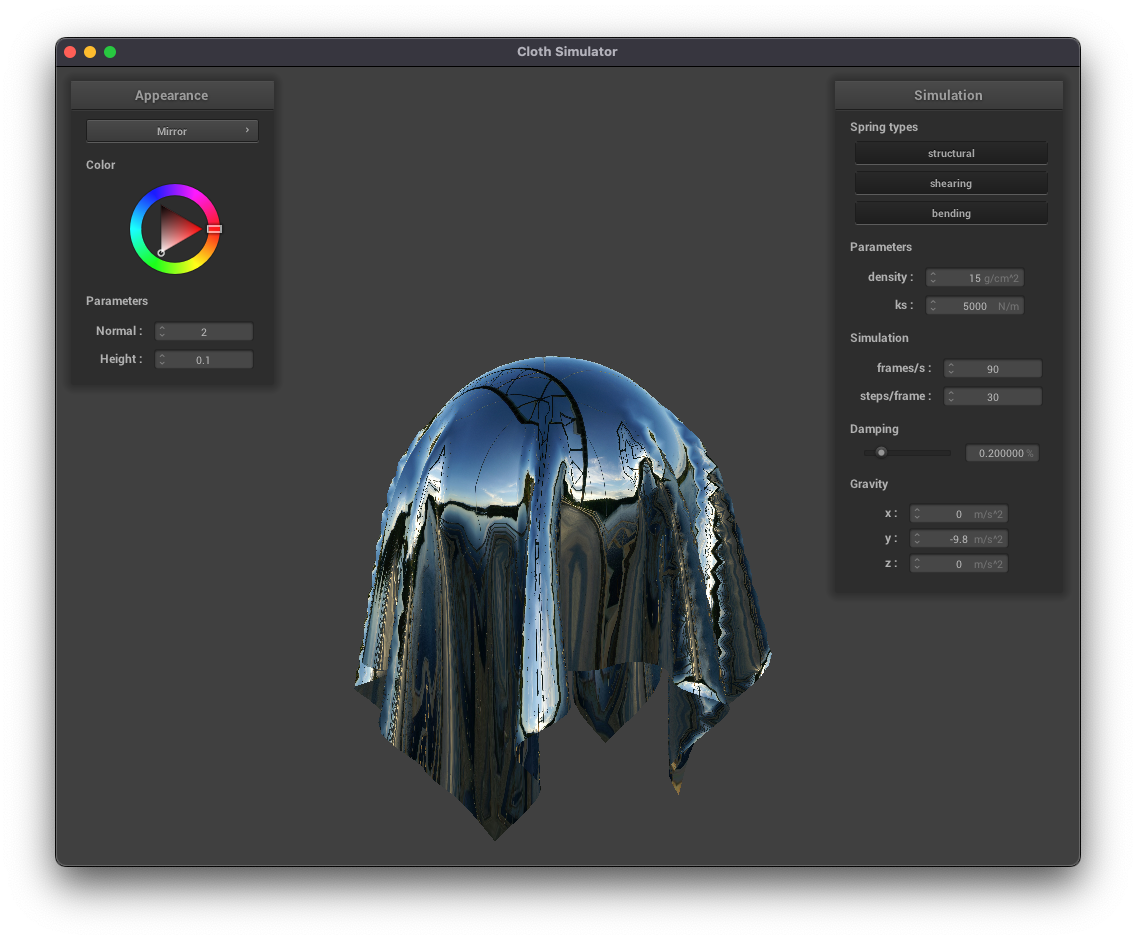 Cloth Simulator
Appearance
Mirror
Color
Parameters
Normal : 2
Height : 0.1
Simulation
Spring types
structural
shearing
bending
Parameters
density : 15 g/cm^2
ks : 5000 N/m
Simulation
frames/s : 90
steps/frame : 30
Damping
0.200000 %
Gravity
x : 0 m/s^2
y : -9.8 m/s^2
z : 0 m/s^2